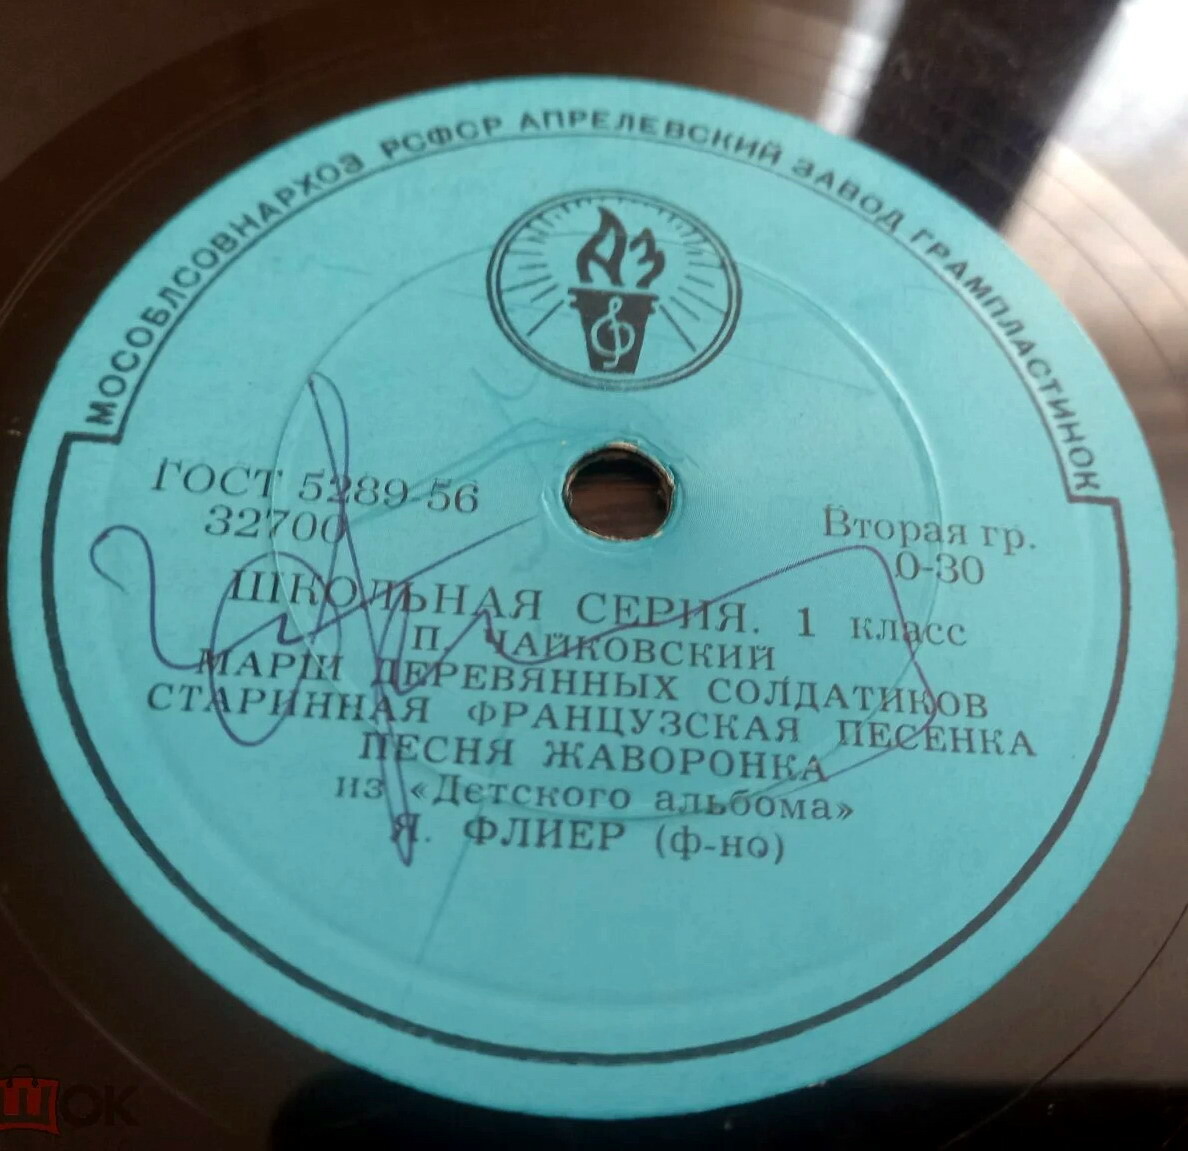 МОСОБЛСОВНАРХОЗ РСФСР АПРЕЛЕВСКИЙ ЗАВОД ГРАМПЛАСТИНОК
АЗ
ГОСТ 5289-56
32700
Вторая гр.
0-30
ШКОЛЬНАЯ СЕРИЯ. 1 класс
П. ЧАЙКОВСКИЙ
МАРШ ДЕРЕВЯННЫХ СОЛДАТИКОВ
СТАРИННАЯ ФРАНЦУЗСКАЯ ПЕСЕНКА
ПЕСНЯ ЖАВОРОНКА
из «Детского альбома»
Я. ФЛИЕР (ф-но)
ШОК